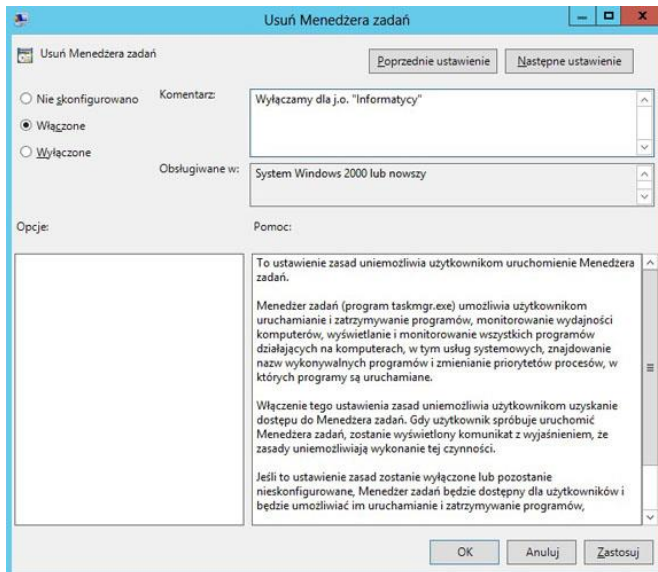 Usuń Menedżera zadań
Usuń Menedżera zadań
Poprzednie ustawienie
Następne ustawienie
Nie skonfigurowano
Włączone
Wyłączone
Komentarz:
Wyłączamy dla j.o. "Informatycy"
Obsługiwane w:
System Windows 2000 lub nowszy
Opcje:
Pomoc:
To ustawienie zasad uniemożliwia użytkownikom uruchomienie Menedżera
zadań.
Menedżer zadań (program taskmgr.exe) umożliwia użytkownikom
uruchamianie i zatrzymywanie programów, monitorowanie wydajności
komputerów, wyświetlanie i monitorowanie wszystkich programów
działających na komputerach, w tym usług systemowych, znajdowanie
nazw wykonywalnych programów i zmienianie priorytetów procesów, w
których programy są uruchamiane.
Włączenie tego ustawienia zasad uniemożliwia użytkownikom uzyskanie
dostępu do Menedżera zadań. Gdy użytkownik spróbuje uruchomić
Menedżera zadań, zostanie wyświetlony komunikat z wyjaśnieniem, że
zasady uniemożliwiają wykonanie tej czynności.
Jeśli to ustawienie zasad zostanie wyłączone lub pozostanie
nieskonfigurowane, Menedżer zadań będzie dostępny dla użytkowników i
będzie umożliwiać im uruchamianie i zatrzymywanie programów,
OK
Anuluj
Zastosuj